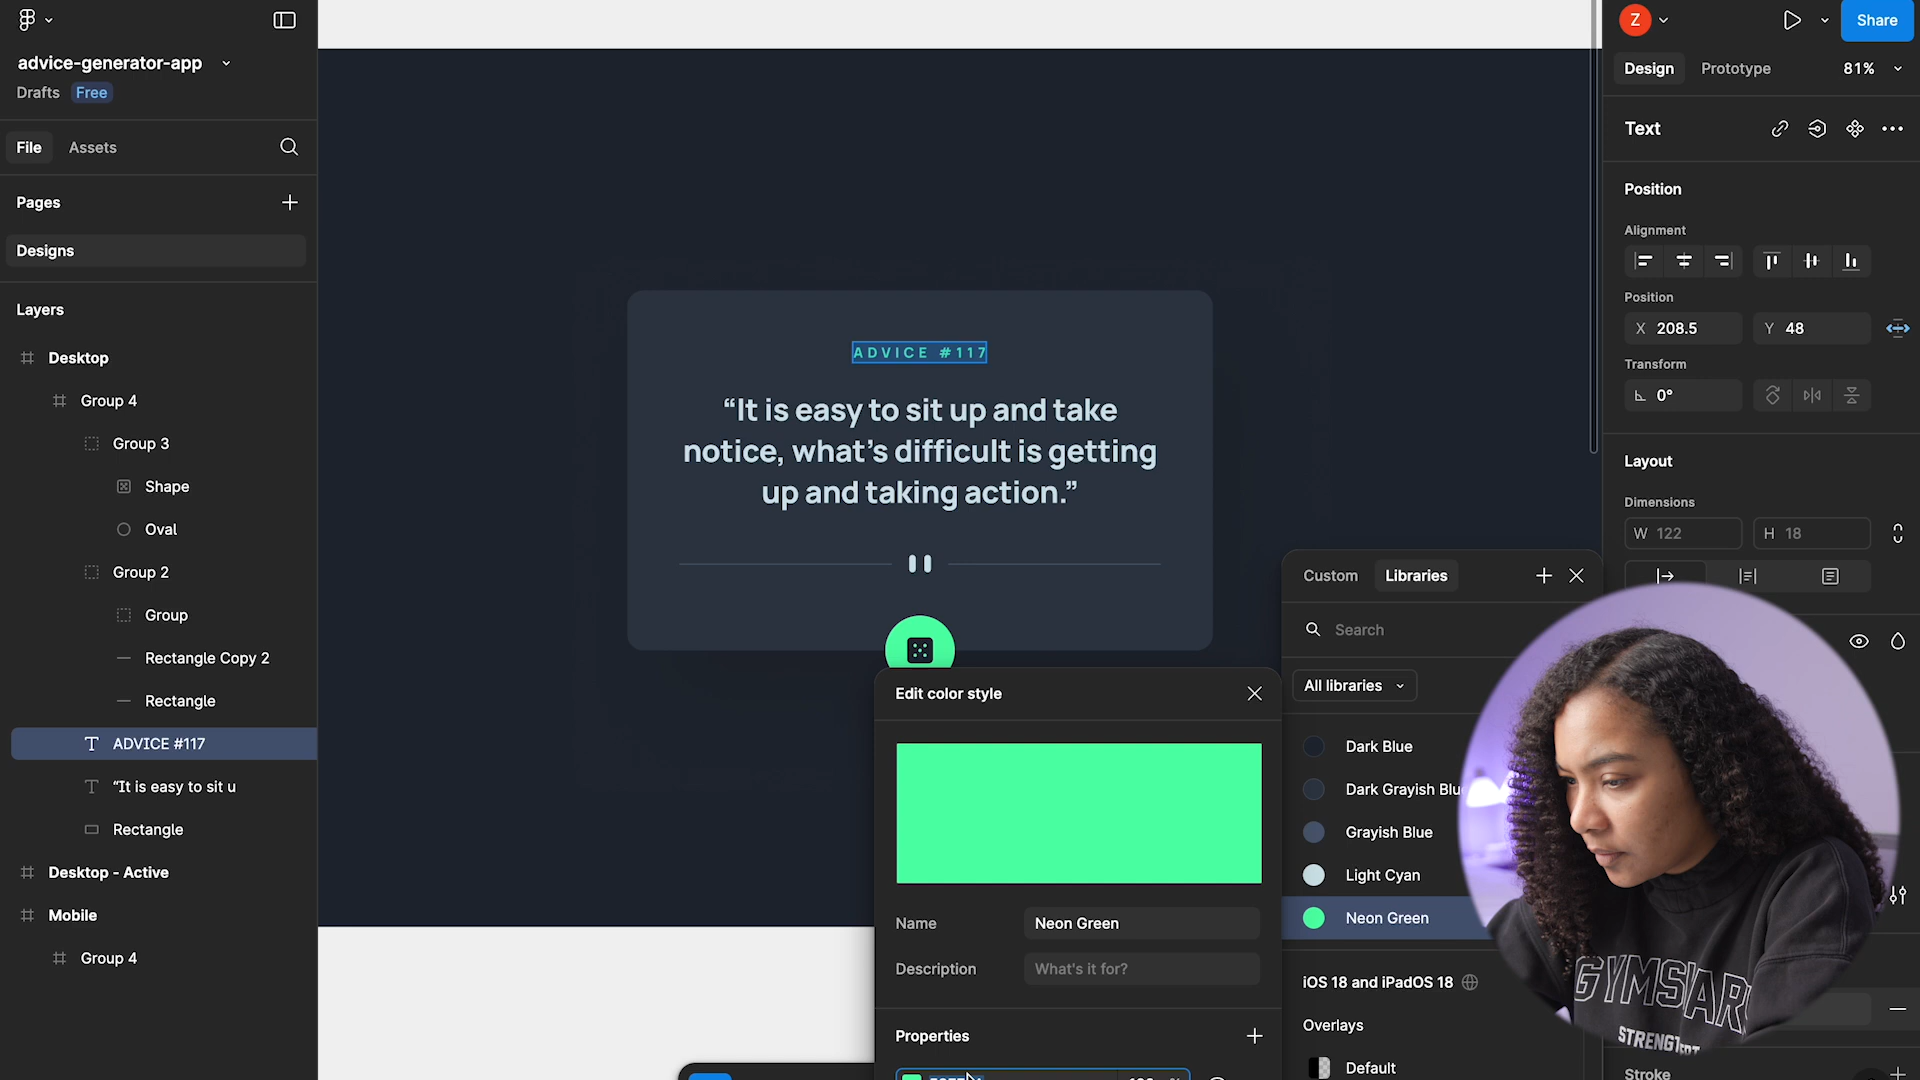 advice-generator-app
Drafts Free
File Assets
Pages
Designs
Layers
Desktop
Group 4
Group 3
Shape
Oval
Group 2
Group
Rectangle Copy 2
Rectangle
ADVICE #117
“It is easy to sit u
Rectangle
Desktop - Active
Mobile
Group 4
ADVICE #117
“It is easy to sit up and take
notice, what’s difficult is getting
up and taking action.”
Edit color style
Name Neon Green
Description What's it for?
Properties
Custom Libraries
Search
All libraries
Dark Blue
Dark Grayish Blu
Grayish Blue
Light Cyan
Neon Green
iOS 18 and iPadOS 18
Overlays
Default
Z Share
Design Prototype 81%
Text
Position
Alignment
Position
X 208.5 Y 48
Transform
0°
Layout
Dimensions
W 122 H 18
Stroke
GYMSHAR